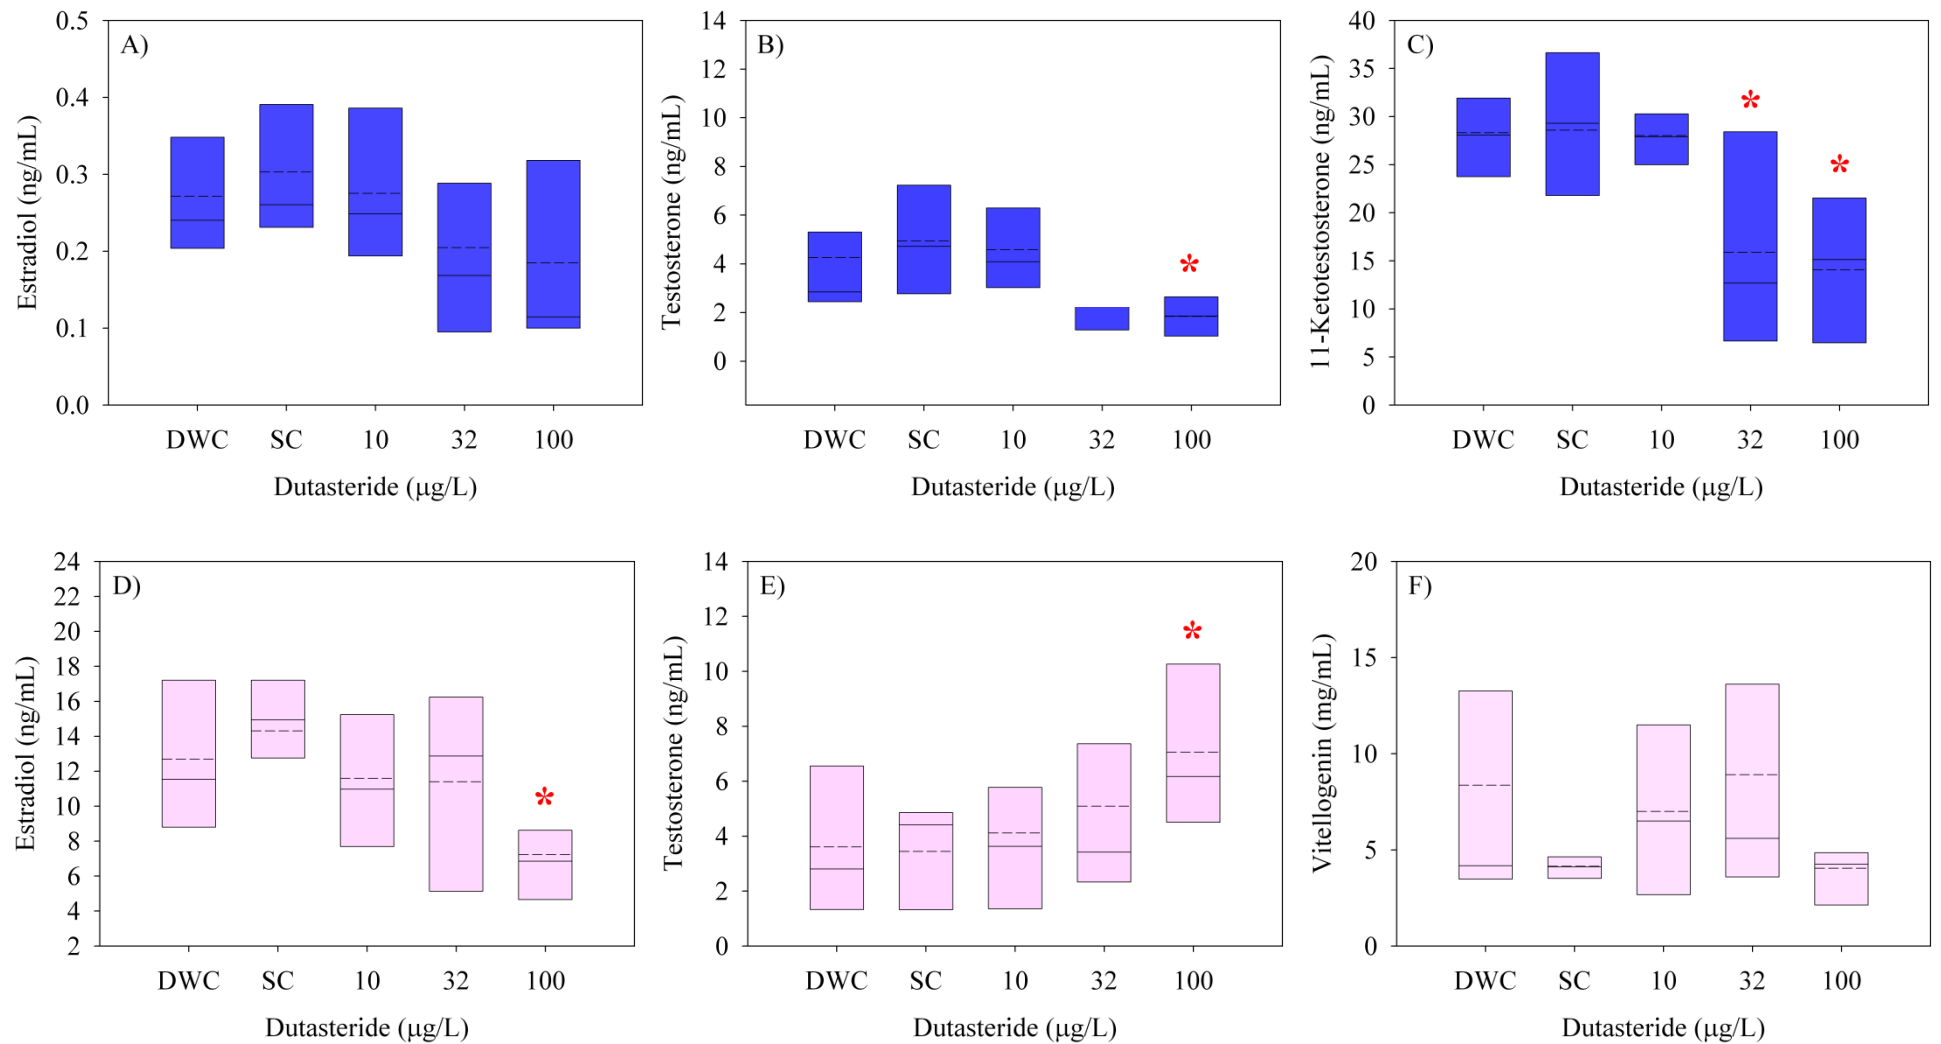 A)
Estradiol (ng/mL)
0.5
0.4
0.3
0.2
0.1
0.0
DWC SC 10 32 100
Dutasteride (μg/L)
B)
Testosterone (ng/mL)
14
12
10
8
6
4
2
0
*
DWC SC 10 32 100
Dutasteride (μg/L)
C)
11-Ketotestosterone (ng/mL)
40
35
30
25
20
15
10
5
0
* *
DWC SC 10 32 100
Dutasteride (μg/L)
D)
Estradiol (ng/mL)
24
22
20
18
16
14
12
10
8
6
4
2
*
DWC SC 10 32 100
Dutasteride (μg/L)
E)
Testosterone (ng/mL)
14
12
10
8
6
4
2
0
*
DWC SC 10 32 100
Dutasteride (μg/L)
F)
Vitellogenin (mg/mL)
20
15
10
5
0
DWC SC 10 32 100
Dutasteride (μg/L)